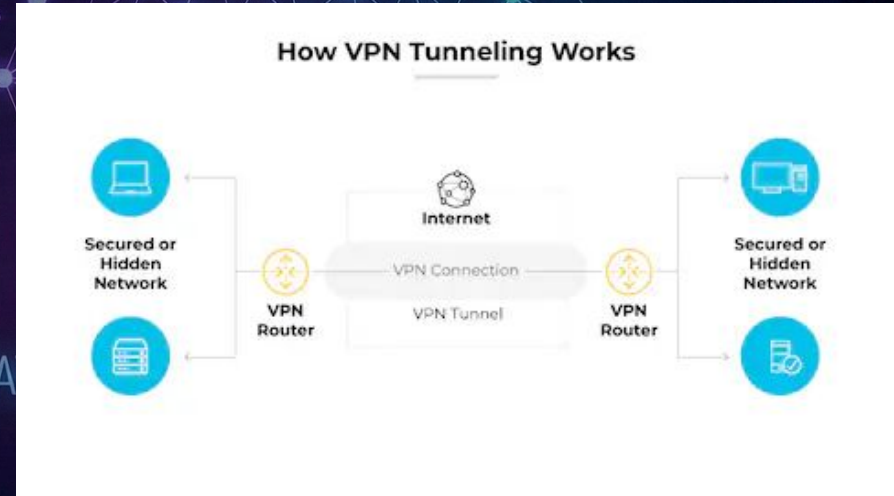 How VPN Tunneling Works
Internet
Secured or
Hidden
Network
VPN
Router
VPN Connection
VPN Tunnel
VPN
Router
Secured or
Hidden
Network
A